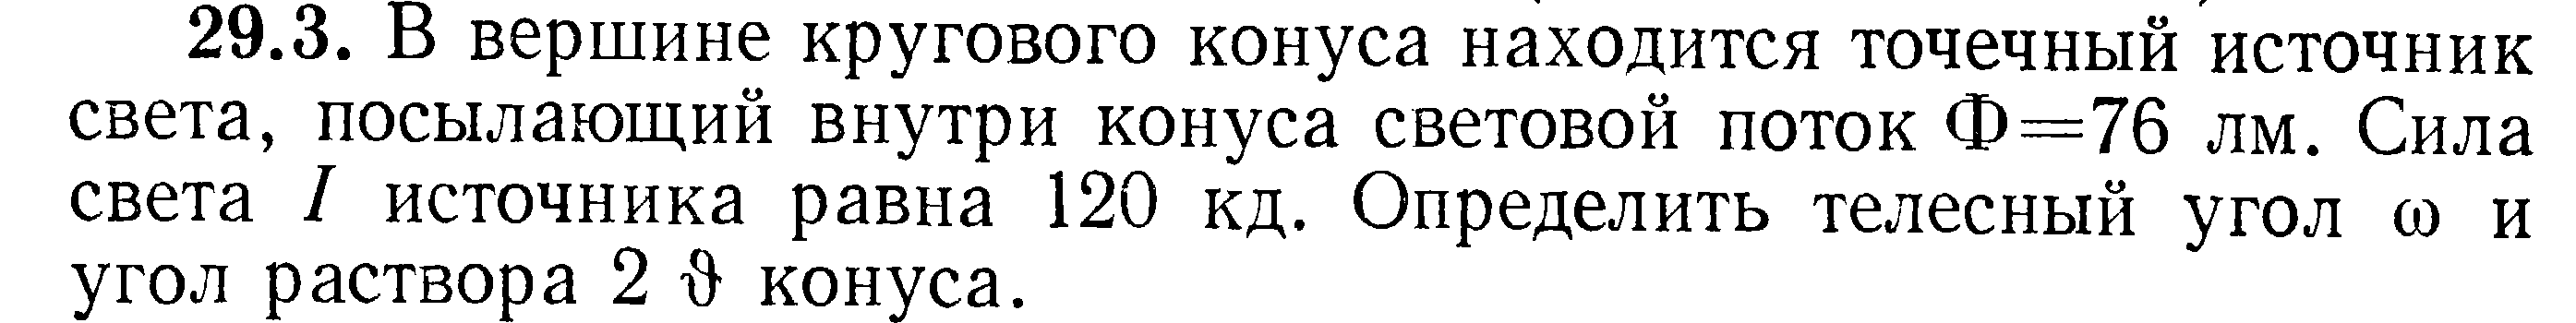 29.3. В вершине кругового конуса находится точечный источник
света, посылающий внутри конуса световой поток Ф=76 лм. Сила
света I источника равна 120 кд. Определить телесный угол ω и
угол раствора 2 ϑ конуса.